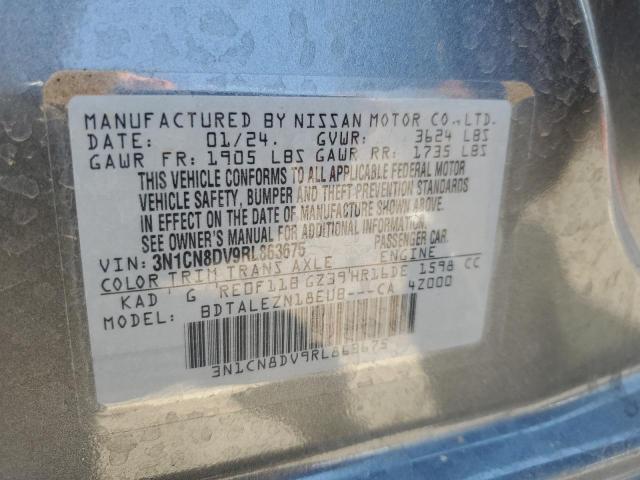 MANUFACTURED BY NISSAN MOTOR CO.,LTD.
DATE: 01/24. GVWR: 3624 LBS
GAWR FR: 1905 LBS GAWR RR: 1735 LBS
THIS VEHICLE CONFORMS TO ALL APPLICABLE FEDERAL MOTOR
VEHICLE SAFETY, BUMPER AND THEFT PREVENTION STANDARDS
IN EFFECT ON THE DATE OF MANUFACTURE SHOWN ABOVE.
SEE OWNER'S MANUAL FOR ADDITIONAL INFORMATION.
VIN: 3N1CN8DV9RL863675 PASSENGER CAR.
COLOR TRIM TRANS AXLE
KAD G RE0F11B GZ39 HR16DE 1598 CC
MODEL: BDTALEZN18EUB---CA 4Z000
3N1CN8DV9RL863675